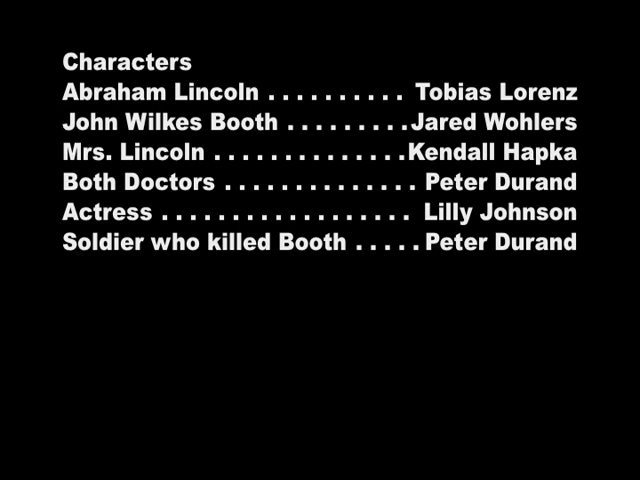 Characters
Abraham Lincoln . . . . . . . . . . Tobias Lorenz
John Wilkes Booth . . . . . . . . .Jared Wohlers
Mrs. Lincoln . . . . . . . . . . . . . .Kendall Hapka
Both Doctors . . . . . . . . . . . . . . Peter Durand
Actress . . . . . . . . . . . . . . . . . . Lilly Johnson
Soldier who killed Booth . . . . . Peter Durand